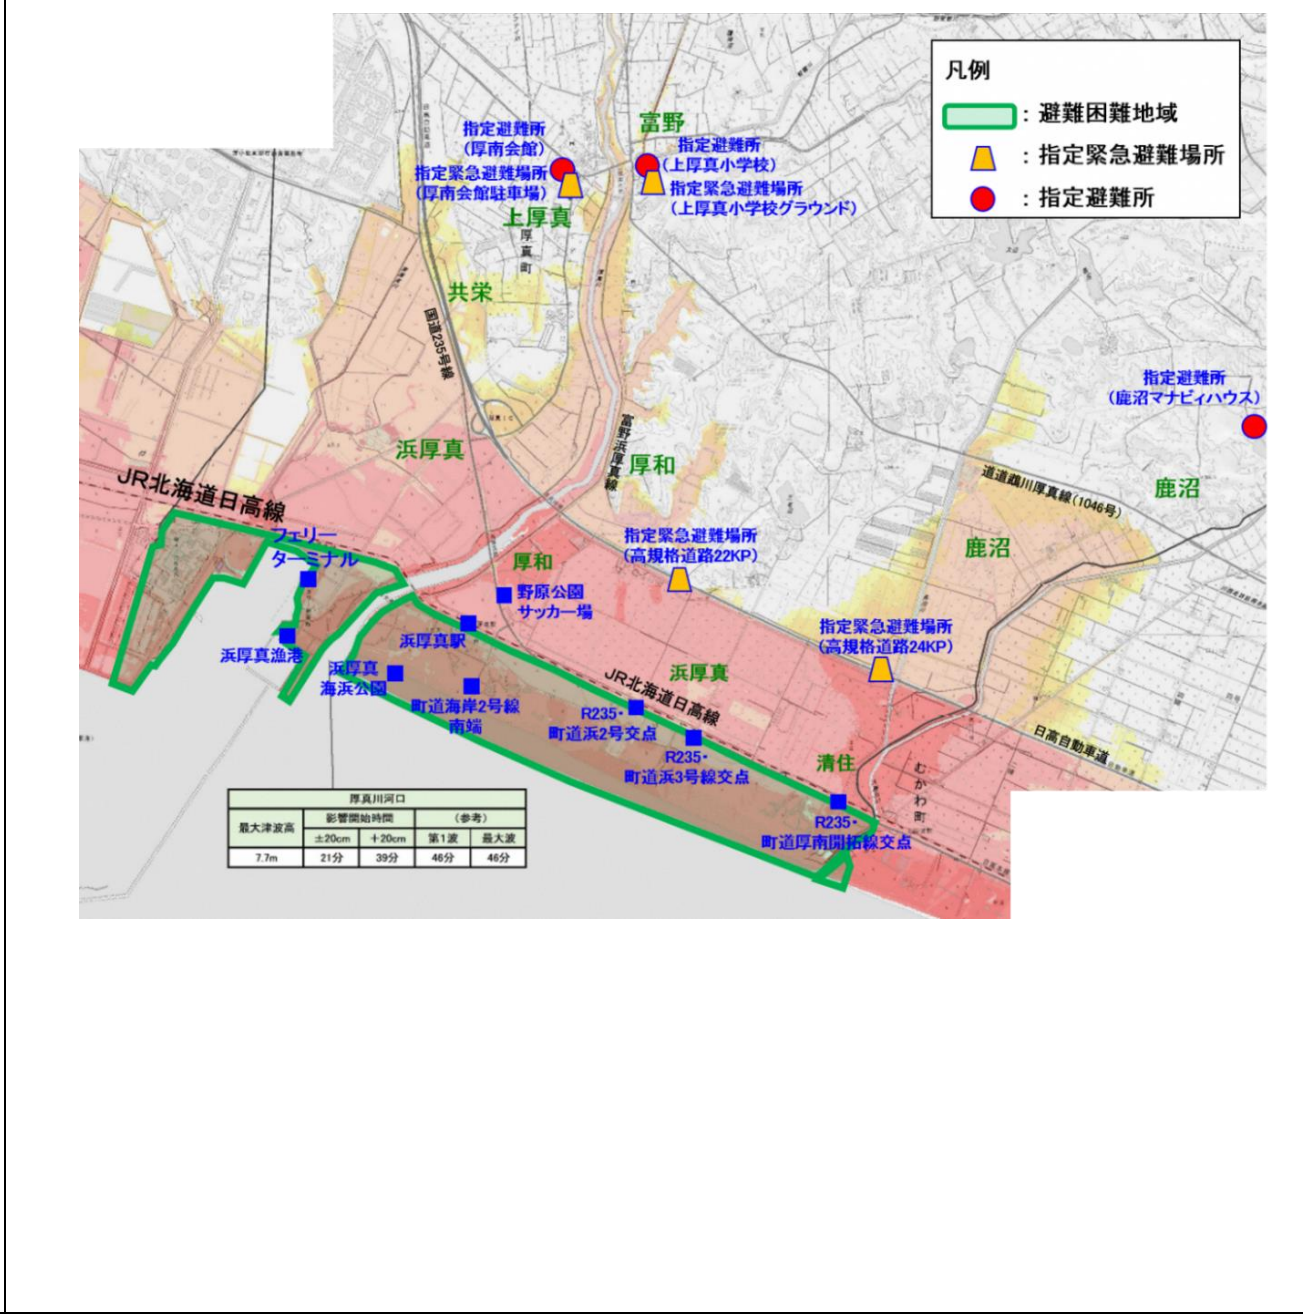 凡例
：避難困難地域
：指定緊急避難場所
：指定避難所
富野
指定避難所
（厚南会館）
指定緊急避難場所
（厚南会館駐車場）
指定避難所
（上厚真小学校）
指定緊急避難場所
（上厚真小学校グラウンド）
上厚真
厚真町
共栄
国道235号線
指定避難所
（鹿沼マナビィハウス）
浜厚真
富野浜厚真線
厚和
道道鵡川厚真線（1046号）
鹿沼
JR北海道日高線
フェリー
ターミナル
指定緊急避難場所
（高規格道路22KP）
鹿沼
厚和
野原公園
サッカー場
浜厚真駅
浜厚真漁港
浜厚真
海浜公園
指定緊急避難場所
（高規格道路24KP）
浜厚真
JR北海道日高線
町道海岸2号線
南端
R235・
町道浜2号交点
R235・
町道浜3号線交点
日高自動車道
清住
むかわ町
R235・
町道厚南開拓線交点
厚真川河口
最大津波高
影響開始時間
（参考）
±20cm
＋20cm
第1波
最大波
7.7m
21分
39分
46分
46分